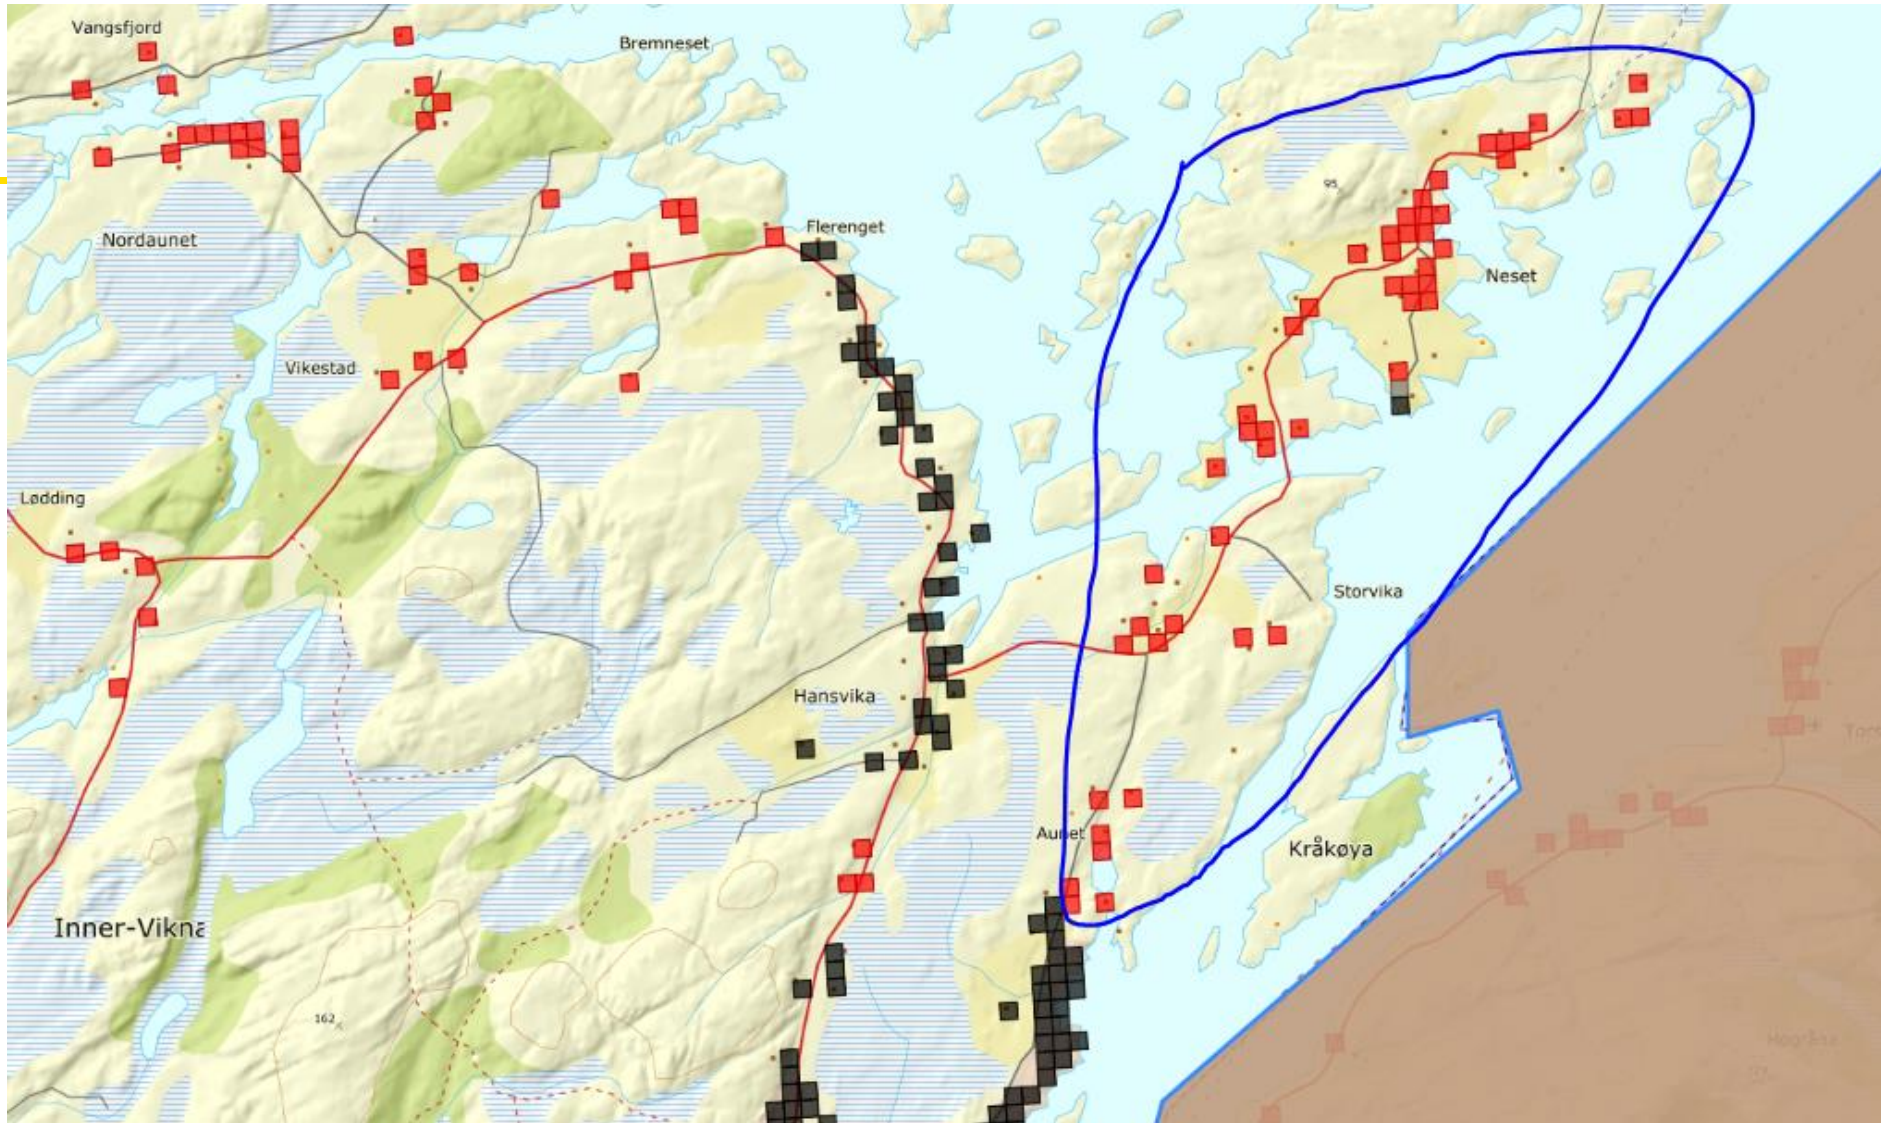 Vangsfjord
Bremneset
95
Flerenget
Nordaunet
Neset
Vikestad
Lødding
Storvika
Hansvika
Aunet
Kråkøya
Inner-Vikna
162